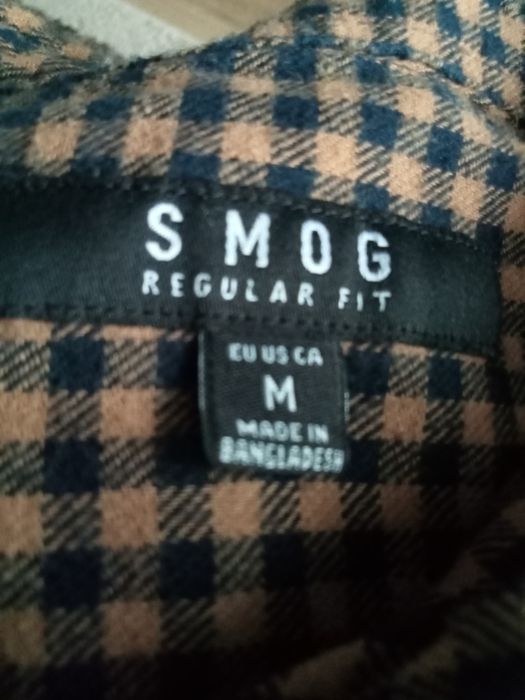 SMOG
REGULAR FIT
EU US CA
M
MADE IN
BANGLADESH